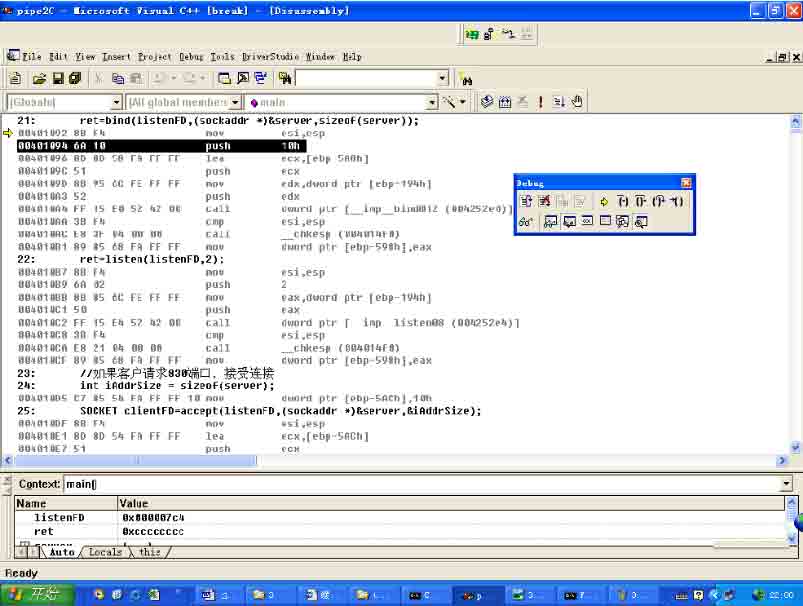 pipe2C - Microsoft Visual C++ [break] - [Disassembly]
File Edit View Insert Project Debug Tools DriverStudio Window Help
(Globals) (All global members main
21: ret=bind(listenFD,(sockaddr *)&server,sizeof(server));
00401092 8B F4 mov esi,esp
00401094 6A 10 push 10h
00401096 8D 8D 58 FA FF FF lea ecx,[ebp-5A8h]
0040109C 51 push ecx
0040109D 8B 95 6C FE FF FF mov edx,dword ptr [ebp-194h]
004010A3 52 push edx
004010A4 FF 15 E0 52 42 00 call dword ptr [__imp__bind@12 (004252e0)]
004010AA 3B F4 cmp esi,esp
004010AC E8 3F 04 00 00 call __chkesp (004014f0)
004010B1 89 85 68 FA FF FF mov dword ptr [ebp-598h],eax
22: ret=listen(listenFD,2);
004010B7 8B F4 mov esi,esp
004010B9 6A 02 push 2
004010BB 8B 85 6C FE FF FF mov eax,dword ptr [ebp-194h]
004010C1 50 push eax
004010C2 FF 15 E4 52 42 00 call dword ptr [__imp__listen@8 (004252e4)]
004010C8 3B F4 cmp esi,esp
004010CA E8 21 04 00 00 call __chkesp (004014f0)
004010CF 89 85 68 FA FF FF mov dword ptr [ebp-598h],eax
23: //如果客户请求830端口，接受连接
24: int iAddrSize = sizeof(server);
004010D5 C7 85 54 FA FF FF 10 mov dword ptr [ebp-5ACh],10h
25: SOCKET clientFD=accept(listenFD,(sockaddr *)&server,&iAddrSize);
004010DF 8B F4 mov esi,esp
004010E1 8D 8D 54 FA FF FF lea ecx,[ebp-5ACh]
004010E7 51 push ecx
Debug
Context: main()
Name Value
listenFD 0x000007c4
ret 0xcccccccc
Auto Locals this
Ready
开始 22:00